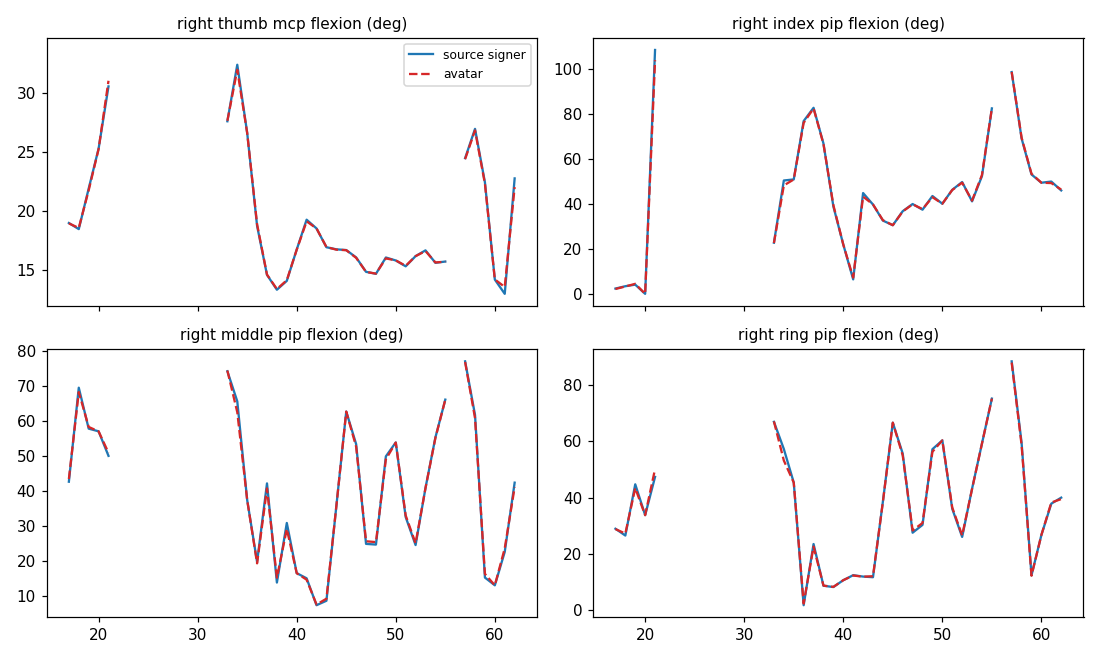 right thumb mcp flexion (deg)
source signer
avatar
30
25
20
15
right index pip flexion (deg)
100
80
60
40
20
0
right middle pip flexion (deg)
80
70
60
50
40
30
20
10
20 30 40 50 60
right ring pip flexion (deg)
80
60
40
20
0
20 30 40 50 60